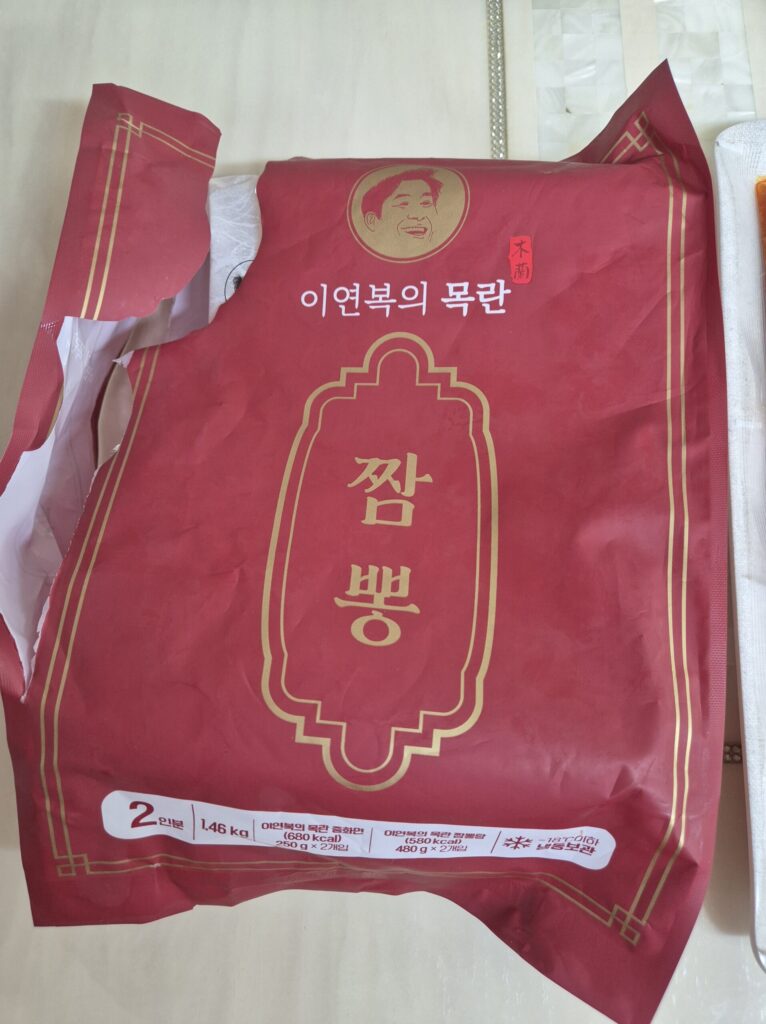 木蘭
이연복의 목란
짬
뽕
2인분
1.46 kg
이연복의 목란 중화면
(680 kcal)
250 g × 2개입
이연복의 목란 짬뽕탕
(580 kcal)
480 g × 2개입
-18℃이하
냉동보관